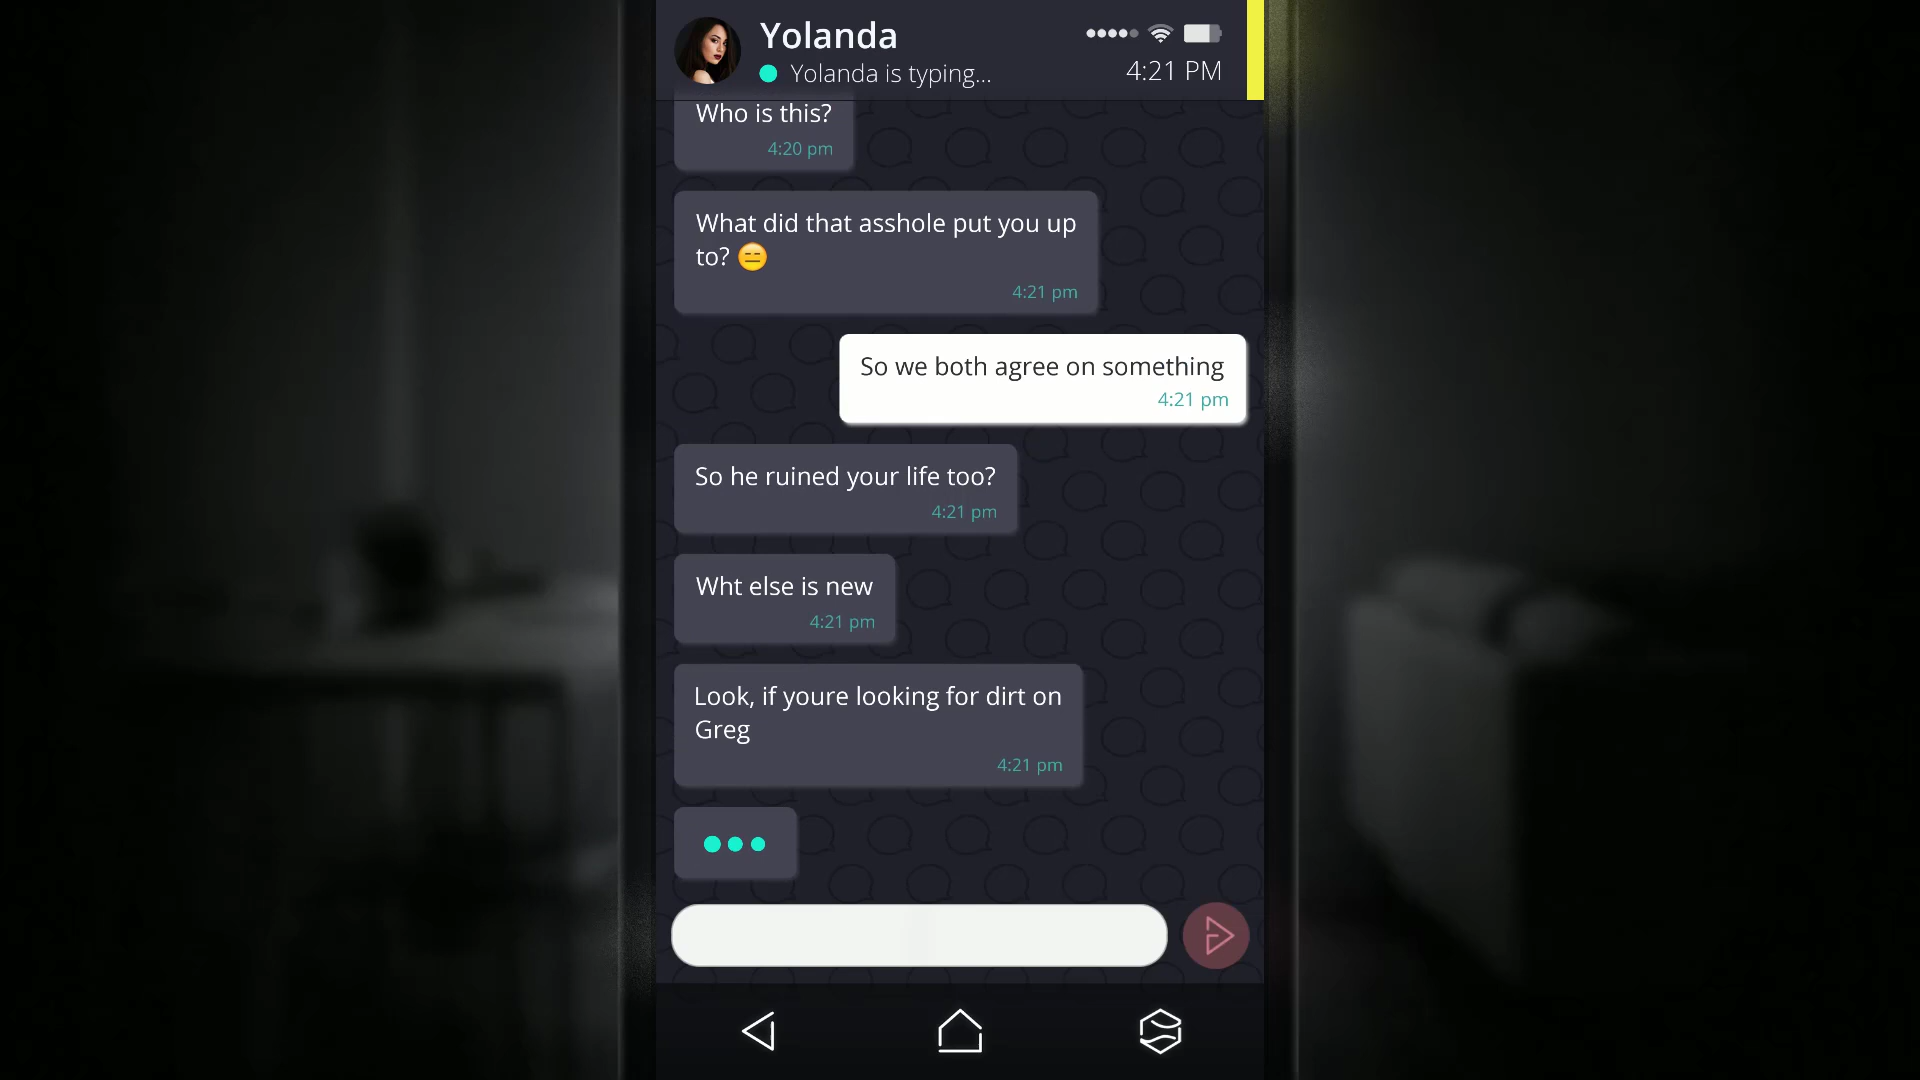 Yolanda
Yolanda is typing...
4:21 PM
Who is this?
4:20 pm
What did that asshole put you up
to? 😑
4:21 pm
So we both agree on something
4:21 pm
So he ruined your life too?
4:21 pm
Wht else is new
4:21 pm
Look, if youre looking for dirt on
Greg
4:21 pm